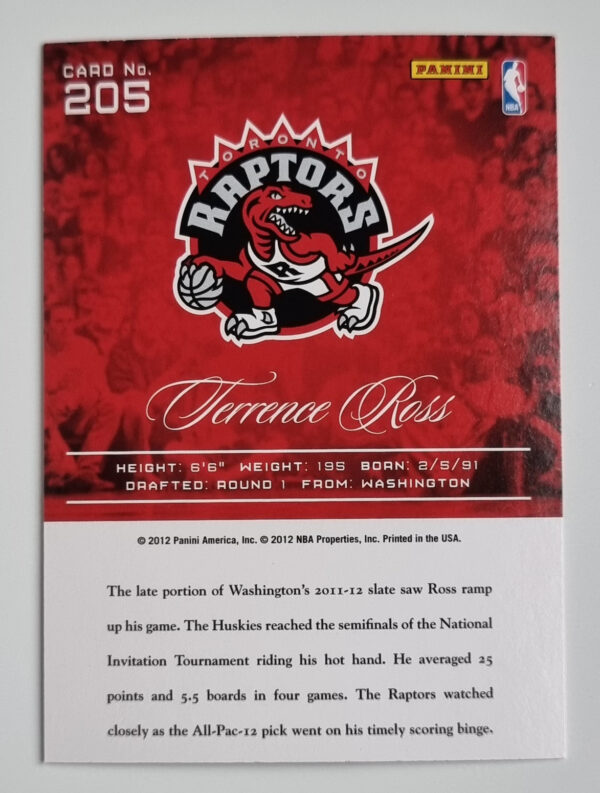 CARD No.
205
PANINI
NBA
TORONTO
RAPTORS
Terrence Ross
HEIGHT: 6'6" WEIGHT: 195 BORN: 2/5/91
DRAFTED: ROUND 1 FROM: WASHINGTON
© 2012 Panini America, Inc. © 2012 NBA Properties, Inc. Printed in the USA.
The late portion of Washington's 2011-12 slate saw Ross ramp
up his game. The Huskies reached the semifinals of the National
Invitation Tournament riding his hot hand. He averaged 25
points and 5.5 boards in four games. The Raptors watched
closely as the All-Pac-12 pick went on his timely scoring binge.